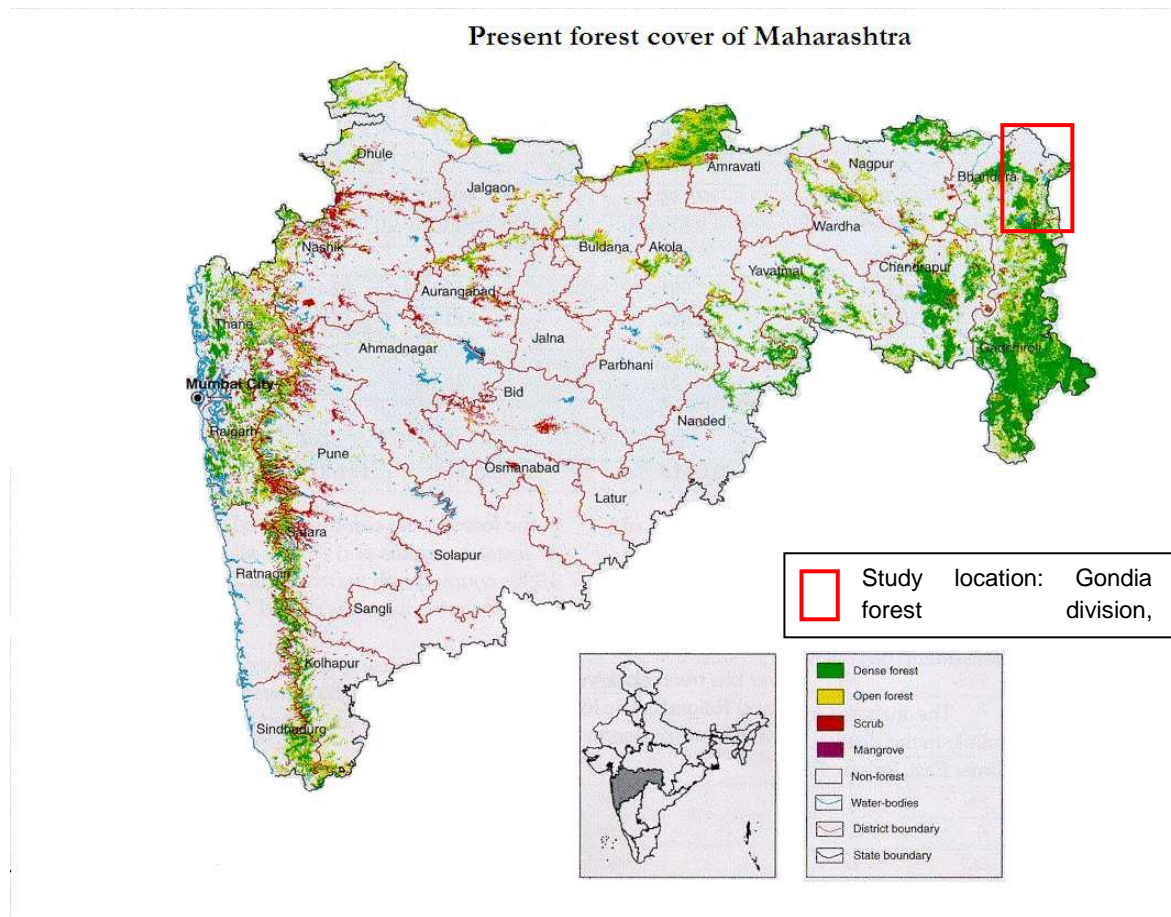 Present forest cover of Maharashtra
Dhule
Jalgaon
Amravati
Nagpur
Bhandara
Nashik
Buldana
Akola
Wardha
Aurangabad
Yavatmal
Chandrapur
Thane
Ahmadnagar
Jalna
Parbhani
Gadchiroli
Mumbai City
Bid
Raigarh
Pune
Nanded
Osmanabad
Latur
Satara
Solapur
Ratnagiri
Sangli
Kolhapur
Sindhudurg
Study location: Gondia
forest division,
Dense forest
Open forest
Scrub
Mangrove
Non-forest
Water-bodies
District boundary
State boundary